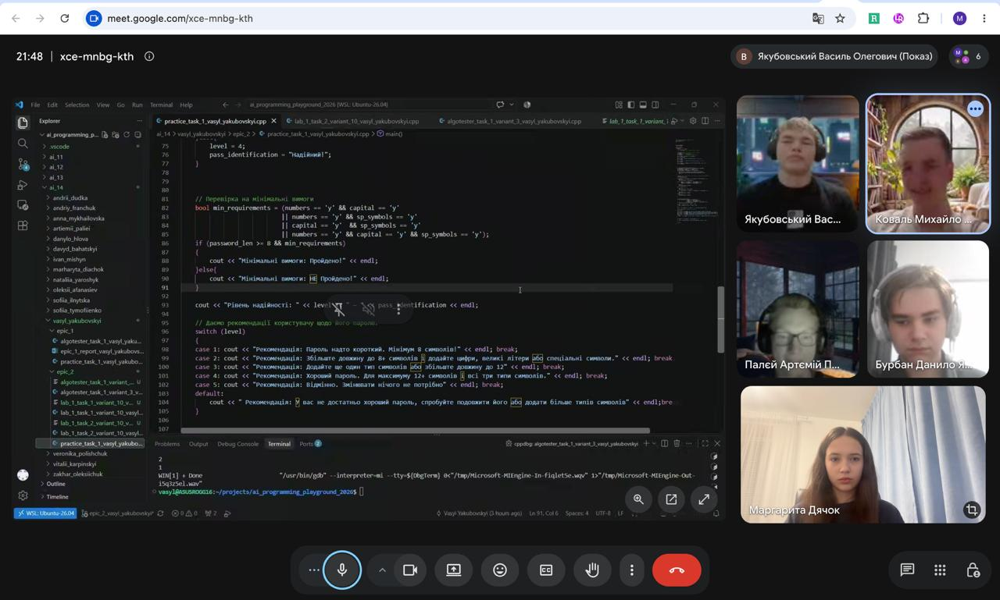 meet.google.com/xce-mnbg-kth
M
21:48 | xce-mnbg-kth
В Якубовський Василь Олегович (Показ)
6
File Edit Selection View Go Run Terminal Help
ai_programming_playground_2026 [WSL: Ubuntu-26.04]
Explorer
practice_task_1_vasyl_yakubovskyi.cpp
lab_1_task_2_variant_10_vasyl_yakubovskyi.cpp
algotester_task_1_variant_3_vasyl_yakubovskyi.cpp
lab_1_task_1_variant_
ai_programming_p...
ai_14 > vasyl_yakubovskyi > epic_2 > practice_task_1_vasyl_yakubovskyi.cpp > main()
.vscode
ai_11
ai_12
ai_13
ai_14
andrii_dudka
andriy_franchuk
anna_mykhailovska
artiemii_paliei
danylo_hlova
davyd_bahatskyi
ivan_mishyn
marharyta_diachok
nataliia_yaroshyk
oleksii_afanasiev
sofiia_ilnytska
sofiia_tymofiienko
vasyl_yakubovskyi
epic_1
algotester_task_1_vasyl_yaku...
epic_1_report_vasyl_yakubovs...
practice_task_1_vasyl_yakubo...
epic_2
algotester_task_1_variant_... U
algotester_task_1_variant_3_v...
lab_1_task_1_variant_10_v... U
lab_1_task_1_variant_10_vasyl...
lab_1_task_2_variant_10_v... U
lab_1_task_2_variant_10_vasyl...
practice_task_1_vasyl_yakubo...
veronika_polishchuk
vitalii_karpinskyi
zakhar_oleksiichuk
Outline
Timeline
75 level = 4;
76 pass_identification = "Надійний!";
77 }
78
79
80
81 // Перевірка на мінімальні вимоги
82 bool min_requirements = (numbers == 'y' && capital == 'y'
83 || numbers == 'y' && sp_symbols == 'y'
84 || capital == 'y' && sp_symbols == 'y'
85 || numbers == 'y' && capital == 'y' && sp_symbols == 'y');
86 if (password_len >= 8 && min_requirements)
87 {
88 cout << "Мінімальні вимоги: Пройдено!" << endl;
89 }else{
90 cout << "Мінімальні вимоги: НЕ Пройдено!" << endl;
91 }
92
93 cout << "Рівень надійності: " << level pass_identification << endl;
94
95 // Даємо рекомендації користувачу щодо його паролю.
96 switch (level)
97 {
98 case 1: cout << "Рекомендація: Пароль надто короткий. Мінімум 8 символів!" << endl; break;
99 case 2: cout << "Рекомендація: Збільште довжину до 8+ символів і додайте цифри, великі літери або спеціальні символи." << endl; break
100 case 3: cout << "Рекомендація: Додайте ще один тип символів або збільште довжину до 12" << endl; break;
101 case 4: cout << "Рекомендація: Хороший пароль. Для максимуму 12+ символів і всі три типи символів." << endl; break;
102 case 5: cout << "Рекомендація: Відмінно. Змінювати нічого не потрібно" << endl; break;
103 default:
104 cout << " Рекомендація: У вас не достатньо хороший пароль, спробуйте подовжити його або додати більше типів символів" << endl;bre
105 }
106
107
Problems Output Debug Console Terminal Ports 2
cppdbg: algotester_task_1_variant_3_vasyl_yakubovskyi
2
1
WIN[1] + Done "/usr/bin/gdb" --interpreter=mi --tty=${DbgTerm} 0<"/tmp/Microsoft-MIEngine-In-fiqlet5e.wqv" 1>"/tmp/Microsoft-MIEngine-Out-
i5q3z5el.wav"
vasyl@ASUSROGG16:~/projects/ai_programming_playground_2026$
WSL: Ubuntu-26.04 epic_2_vasyl_yakubovskyi* 0 0 2
Vasyl Yakubovskyi (3 hours ago) Ln 91, Col 6 Spaces: 4 UTF-8 LF
Якубовський Вас...
Коваль Михайло ...
Палєй Артємій П...
Бурбан Данило Я...
Маргарита Дячок